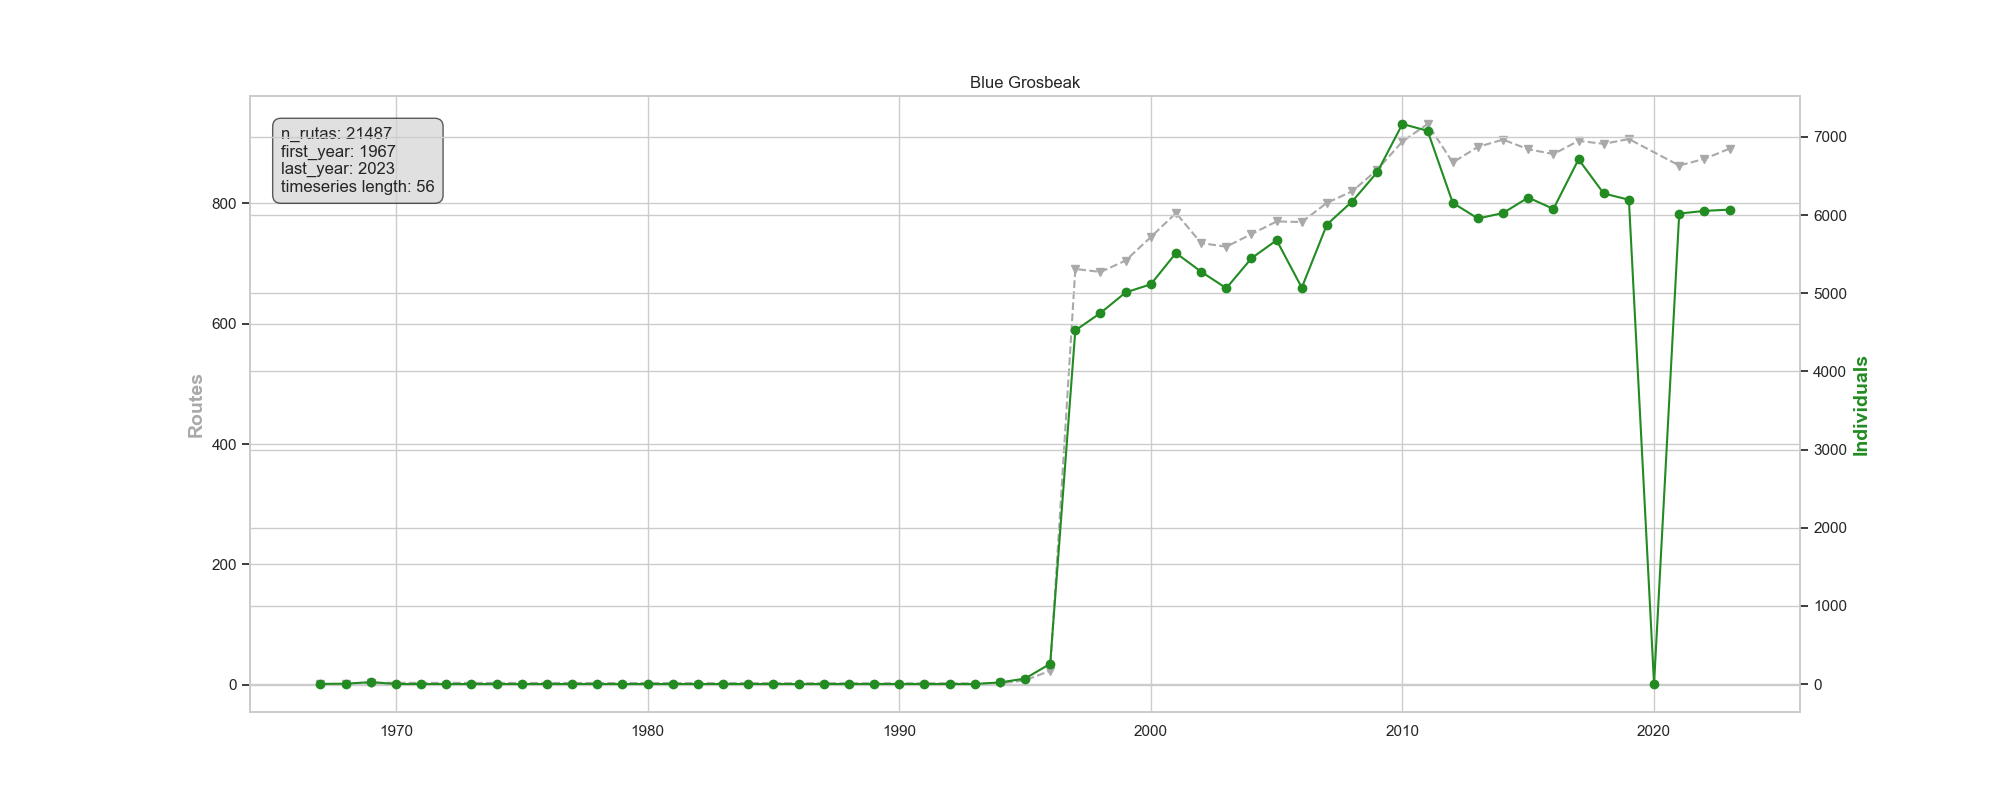 Blue Grosbeak
n_rutas: 21487
first_year: 1967
last_year: 2023
timeseries length: 56
Routes
800
600
400
200
0
7000
6000
5000
4000
3000
2000
1000
0
Individuals
1970 1980 1990 2000 2010 2020